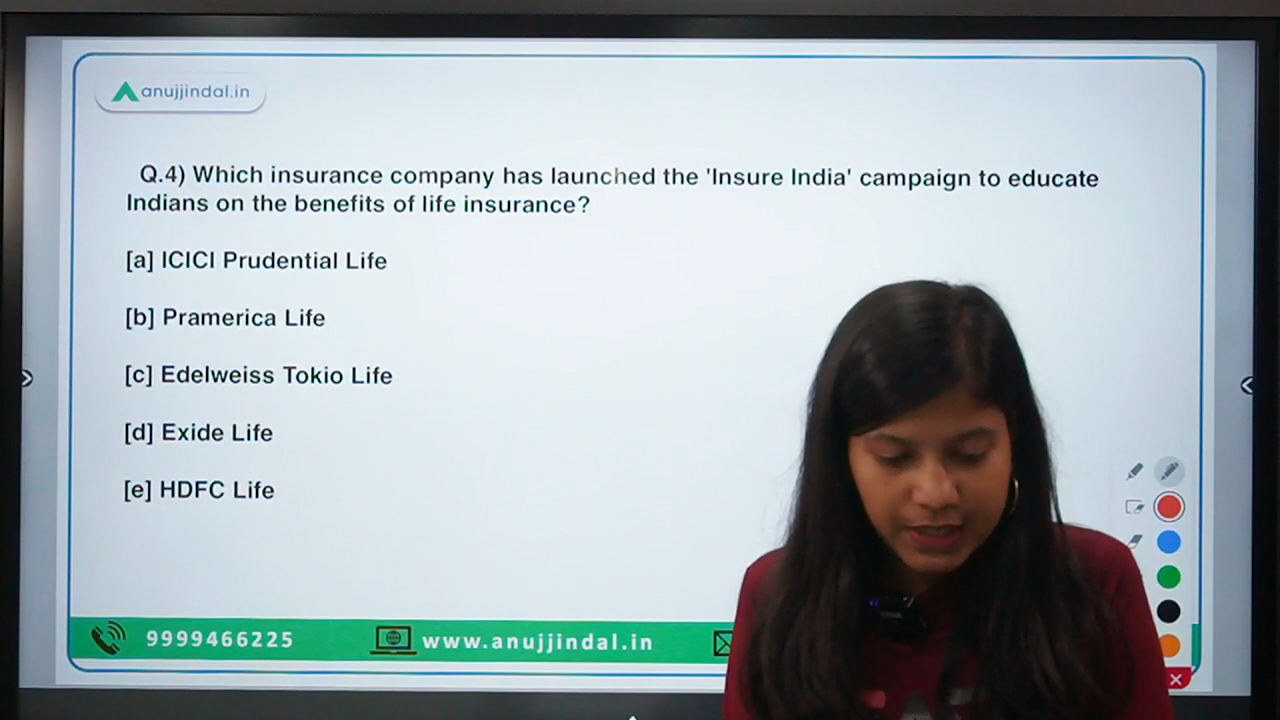 anujjindal.in
Q.4) Which insurance company has launched the 'Insure India' campaign to educate
Indians on the benefits of life insurance?
[a] ICICI Prudential Life
[b] Pramerica Life
[c] Edelweiss Tokio Life
[d] Exide Life
[e] HDFC Life
9999466225
www.anujjindal.in